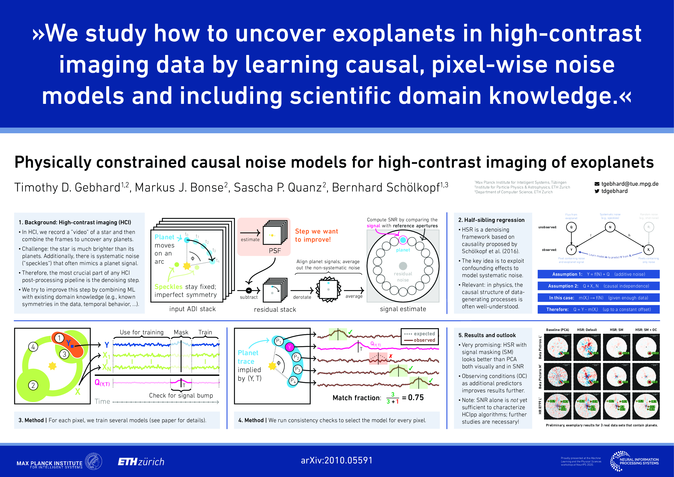 »We study how to uncover exoplanets in high-contrast
imaging data by learning causal, pixel-wise noise
models and including scientific domain knowledge.«
Physically constrained causal noise models for high-contrast imaging of exoplanets
Timothy D. Gebhard1,2, Markus J. Bonse2, Sascha P. Quanz2, Bernhard Schölkopf1,3
tgebhard@tue.mpg.de
tdgebhard
1. Background: High-contrast imaging (HCI)
• In HCI, we record a "video" of a star and then
combine the frames to uncover any planets.
• Challenge: the star is much brighter than its
planets. Additionally, there is systematic noise
("speckles") that often mimics a planet signal.
• Therefore, the most crucial part of any HCI
post-processing pipeline is the denoising step.
• We try to improve this step by combining ML
with existing domain knowledge (e.g., known
symmetries in the data, temporal behavior, ...).
Planet
moves
on an
arc
Speckles stay fixed;
imperfect symmetry
input ADI stack
estimate
PSF
Step we want
to improve!
subtract
residual stack
Align planet signals; average
out the non-systematic noise
derotate
average
Compute SNR by comparing the
signal with reference apertures
planet
residual
noise
signal estimate
2. Half-sibling regression
• HSR is a denoising
framework based on
causality proposed by
Schölkopf et al. (2016).
• The key idea is to exploit
confounding effects to
model systematic noise.
• Relevant: in physics, the
causal structure of data-
generating processes is
often well-understood.
unobserved
observed
Assumption 1: Y = f(N) + Q (additive noise)
Assumption 2: Q ⫫ X, N (causal independence)
In this case: m(X) → f(N) (given enough data)
Therefore: Q ≈ Y - m(X) (up to a constant offset)
4
1
3
2
Y
X
Use for training
Mask
Train
Y
X
Q(X,T)
Check for signal bump
Time
3. Method | For each pixel, we train several models (see paper for details).
Planet
trace
implied
by (Y, T)
expected
observed
Match fraction: 3 / 3 + 1 = 0.75
4. Method | We run consistency checks to select the model for every pixel.
5. Results and outlook
• Very promising: HSR with
signal masking (SM)
looks better than PCA
both visually and in SNR
• Observing conditions (OC)
as additional predictors
improves results further.
• Note: SNR alone is not yet
sufficient to characterize
HCIpp algorithms; further
studies are necessary!
Baseline (PCA)
HSR: Default
HSR: SM
HSR: SM + OC
Preliminary exemplary results for 3 real data sets that contain planets.
MAX PLANCK INSTITUTE
FOR INTELLIGENT SYSTEMS
ETH zürich
arXiv:2010.05591
NEURAL INFORMATION
PROCESSING SYSTEMS